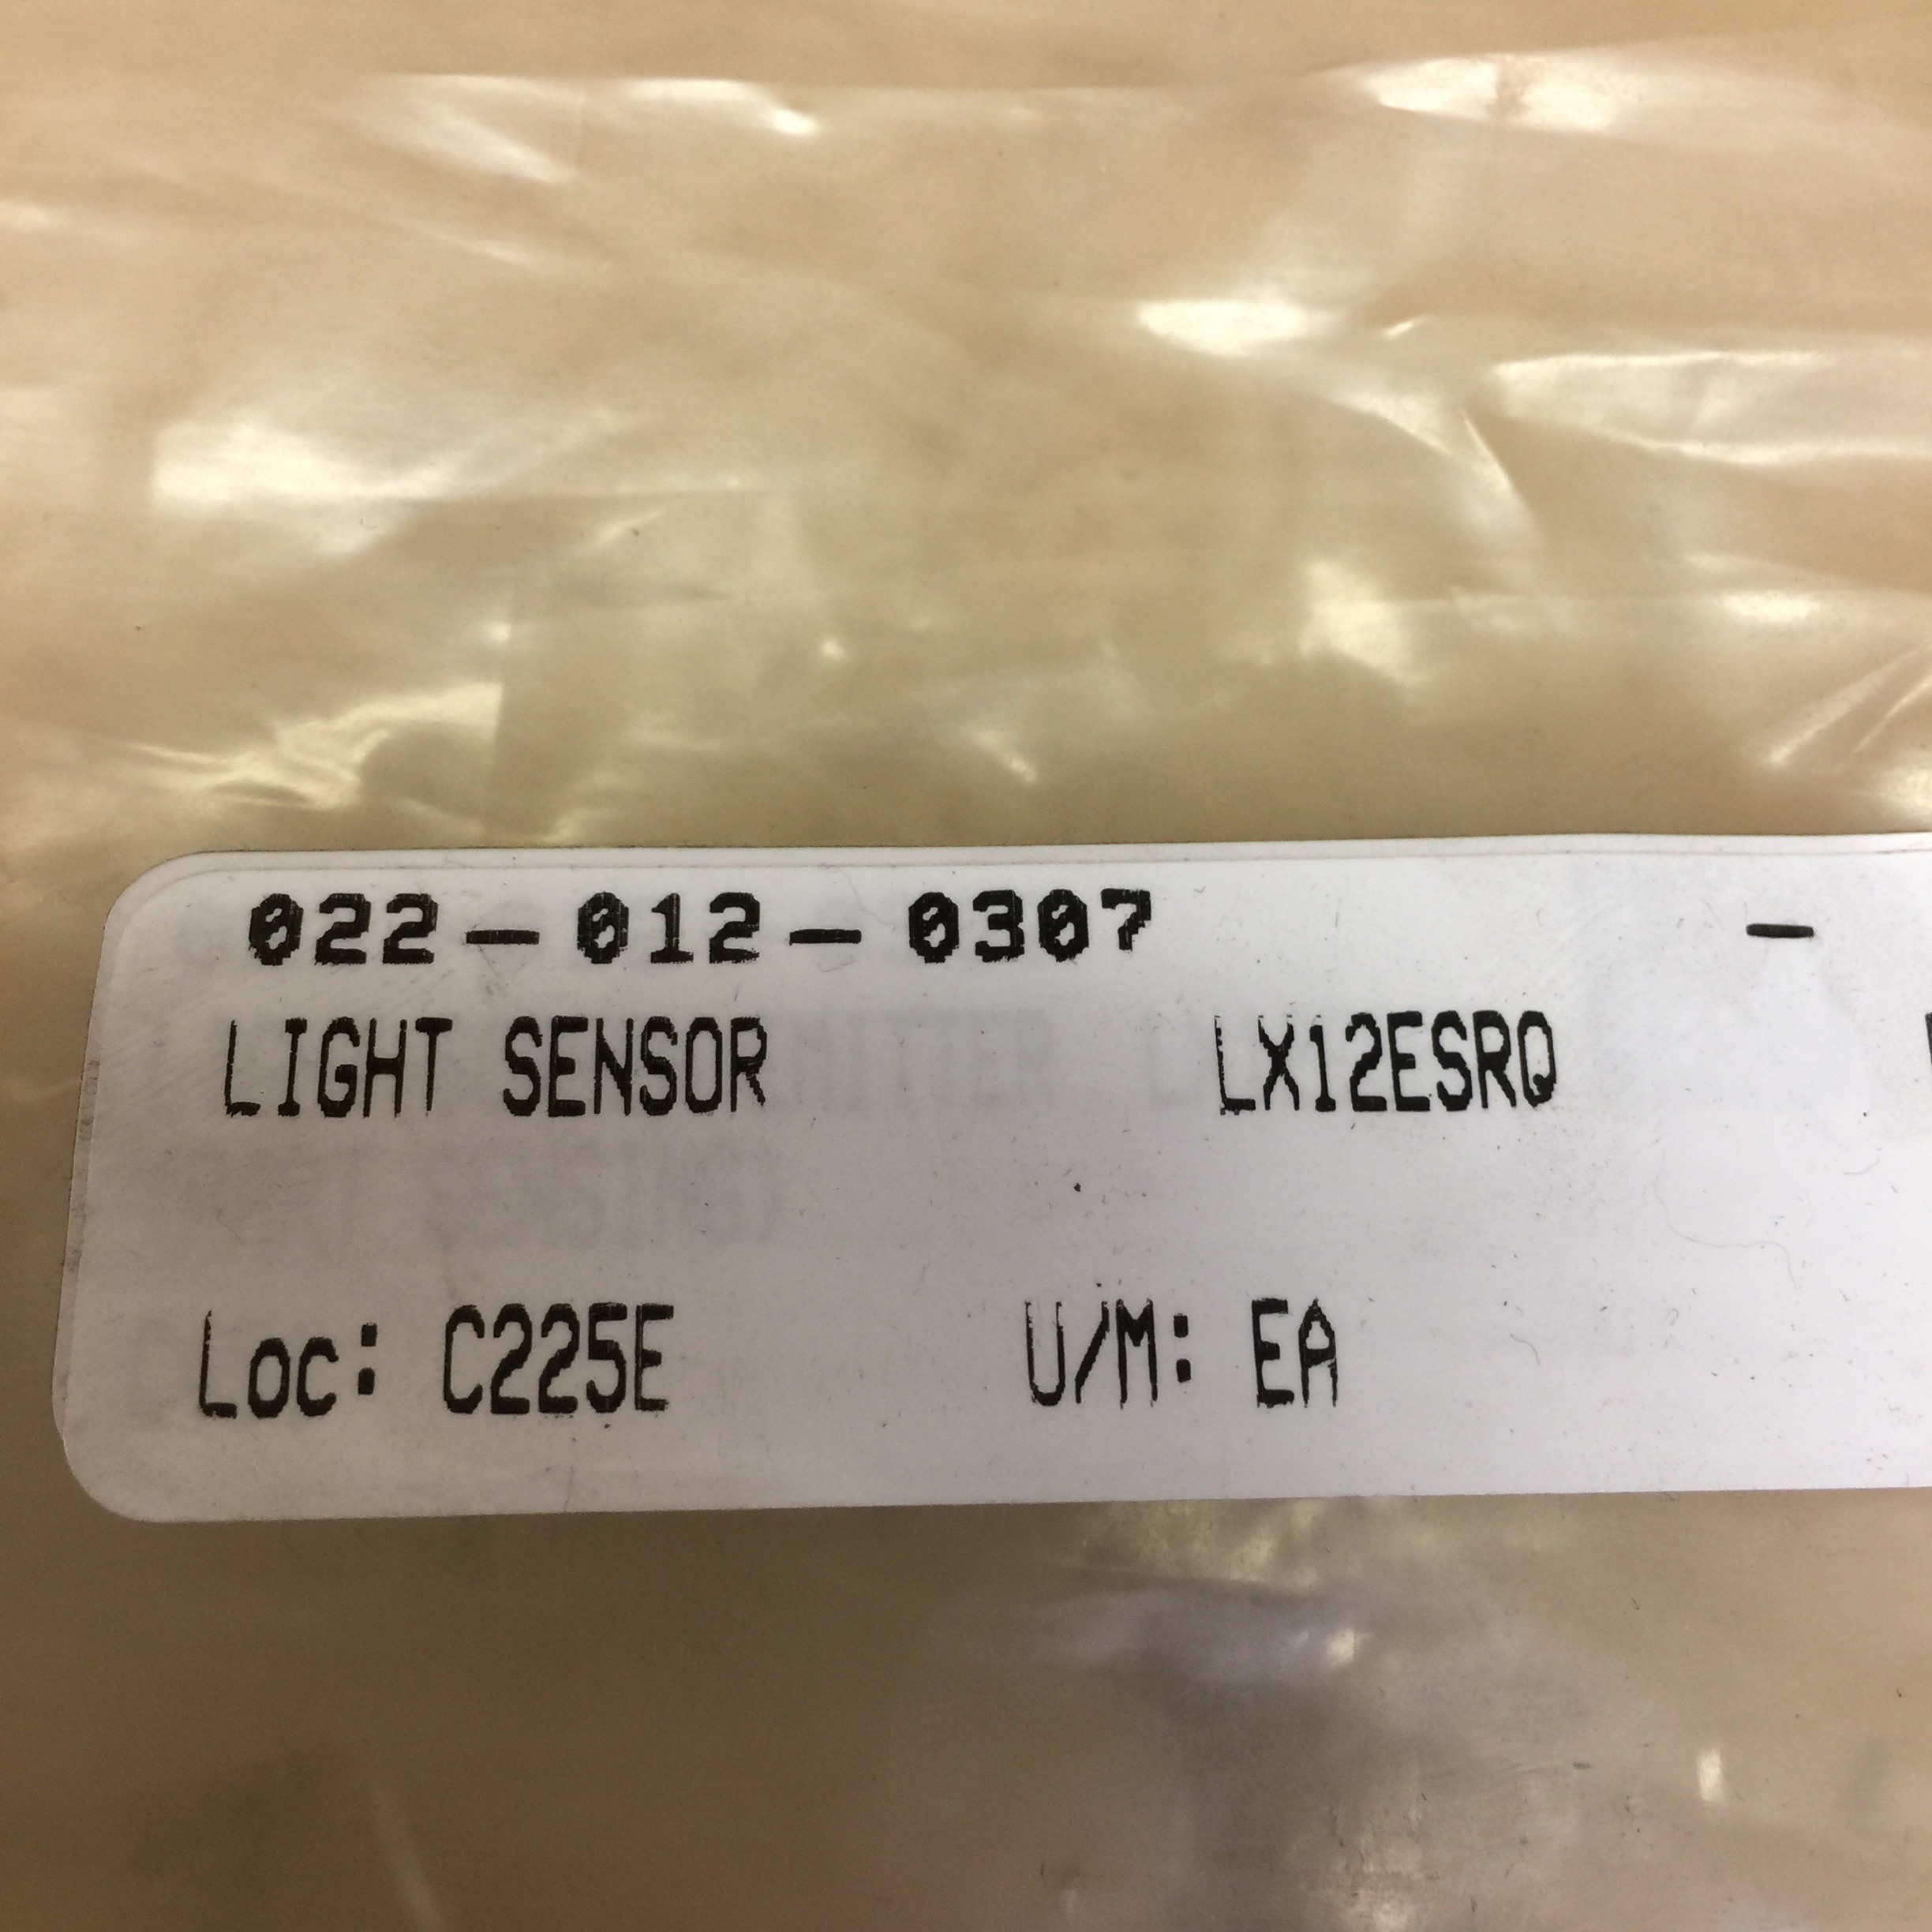 022-012-0307 -
LIGHT SENSOR LX12ESRQ
Loc: C225E U/M: EA